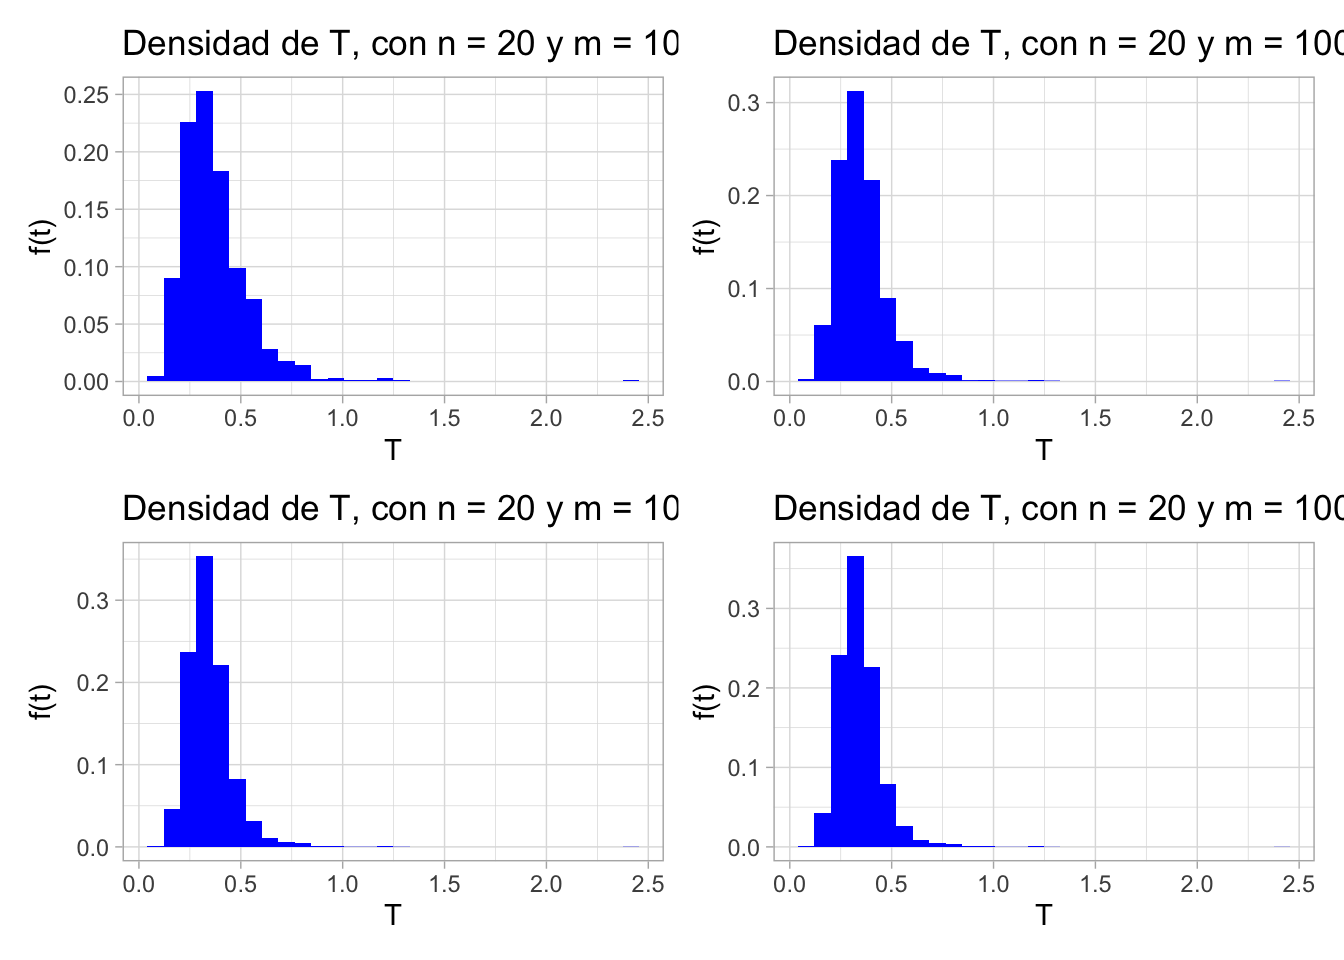 Densidad de T, con n = 20 y m = 10
0.25
0.20
0.15
0.10
0.05
0.00
f(t)
0.0 0.5 1.0 1.5 2.0 2.5
T
Densidad de T, con n = 20 y m = 100
0.3
0.2
0.1
0.0
f(t)
0.0 0.5 1.0 1.5 2.0 2.5
T
Densidad de T, con n = 20 y m = 10
0.3
0.2
0.1
0.0
f(t)
0.0 0.5 1.0 1.5 2.0 2.5
T
Densidad de T, con n = 20 y m = 100
0.3
0.2
0.1
0.0
f(t)
0.0 0.5 1.0 1.5 2.0 2.5
T